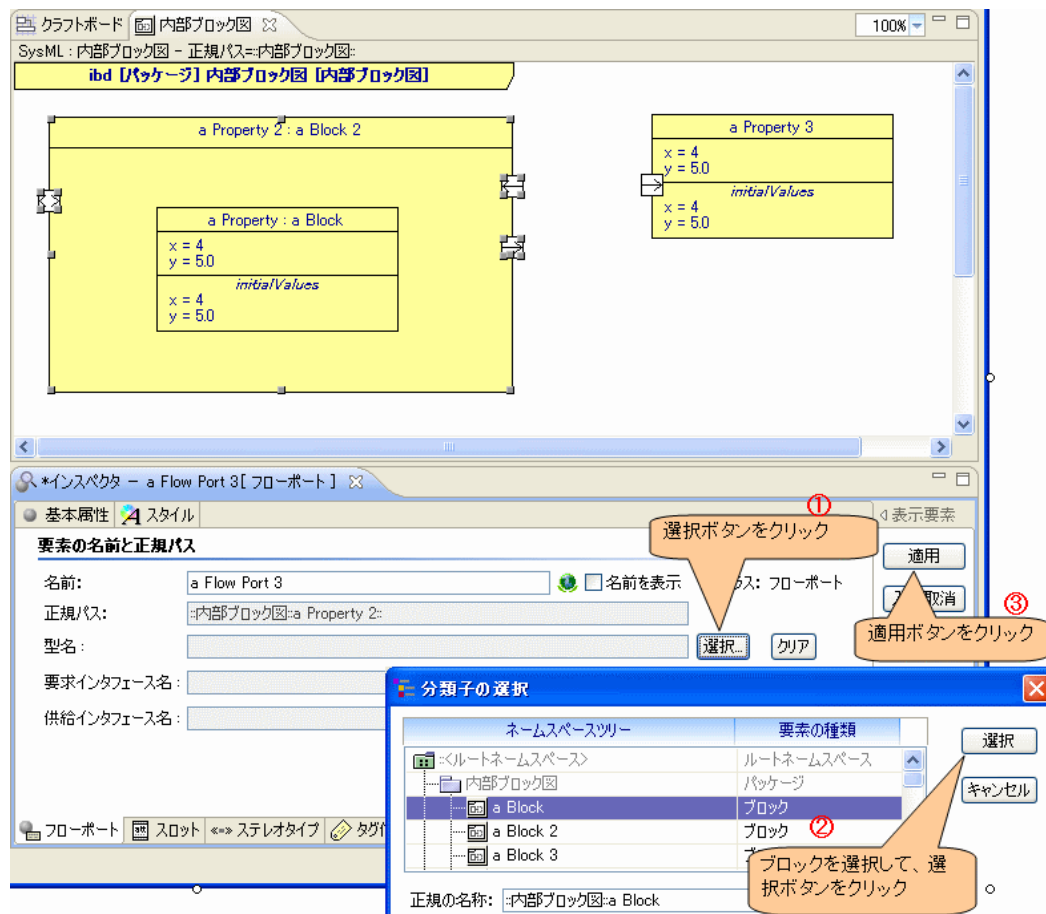 クラフトボード 内部ブロック図 100%
SysML : 内部ブロック図 - 正規パス=::内部ブロック図::
ibd [パッケージ] 内部ブロック図 [内部ブロック図]
a Property 2 : a Block 2
a Property : a Block
x = 4
y = 5.0
initialValues
x = 4
y = 5.0
a Property 3
x = 4
y = 5.0
initialValues
x = 4
y = 5.0
*インスペクタ - a Flow Port 3[ フローポート ]
基本属性 スタイル
表示要素
要素の名前と正規パス
名前: a Flow Port 3 名前を表示 ラス: フローポート
正規パス: ::内部ブロック図::a Property 2::
型名: 選択... クリア
要求インタフェース名:
供給インタフェース名:
適用
取消
①
選択ボタンをクリック
③
適用ボタンをクリック
フローポート スロット «=» ステレオタイプ タグ
分類子の選択
ネームスペースツリー 要素の種類
::<ルートネームスペース> ルートネームスペース
内部ブロック図 パッケージ
a Block ブロック
a Block 2 ブロック
a Block 3
選択
キャンセル
②
ブロックを選択して、選
択ボタンをクリック
正規の名称: ::内部ブロック図::a Block